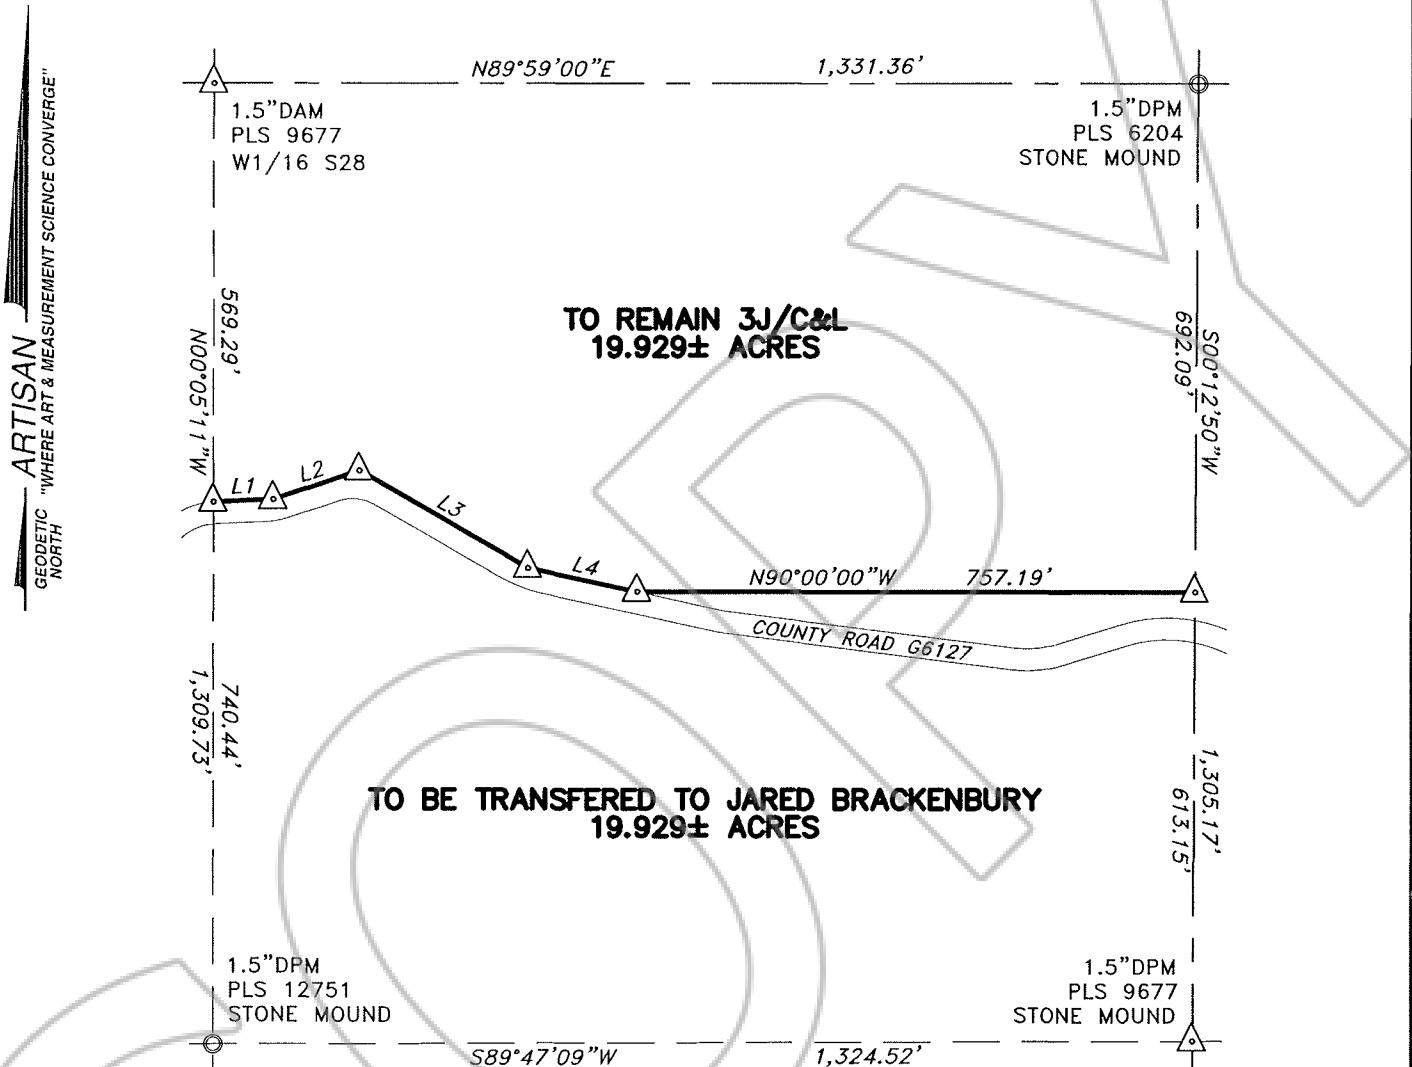 N89°59'00"E 1,331.36'
1.5"DAM
PLS 9677
W1/16 S28
1.5"DPM
PLS 6204
STONE MOUND
ARTISAN
"WHERE ART & MEASUREMENT SCIENCE CONVERGE"
GEODETIC
NORTH
569.29'
N00°05'11"W
TO REMAIN 3J/C&L
19.929± ACRES
S00°12'50"W
692.09'
L1
L2
L3
L4
N90°00'00"W 757.19'
COUNTY ROAD G6127
740.44'
1,309.73'
TO BE TRANSFERED TO JARED BRACKENBURY
19.929± ACRES
1,305.17'
613.15'
1.5"DPM
PLS 12751
STONE MOUND
1.5"DPM
PLS 9677
STONE MOUND
S89°47'09"W 1,324.52'
COPY